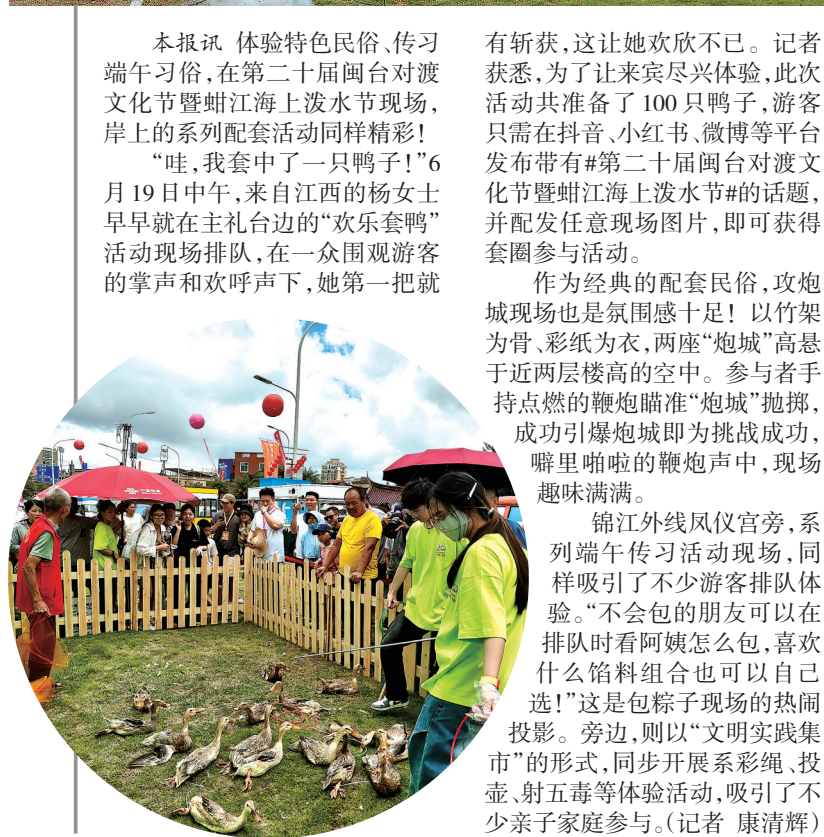 本报讯 体验特色民俗、传习
端午习俗,在第二十届闽台对渡
文化节暨蚶江海上泼水节现场,
岸上的系列配套活动同样精彩!
“哇,我套中了一只鸭子!”6
月19日中午,来自江西的杨女士
早早就在主礼台边的“欢乐套鸭”
活动现场排队,在一众围观游客
的掌声和欢呼声下,她第一把就
有斩获,这让她欢欣不已。记者
获悉,为了让来宾尽兴体验,此次
活动共准备了100只鸭子,游客
只需在抖音、小红书、微博等平台
发布带有#第二十届闽台对渡文
化节暨蚶江海上泼水节#的话题,
并配发任意现场图片,即可获得
套圈参与活动。
作为经典的配套民俗,攻炮
城现场也是氛围感十足!以竹架
为骨、彩纸为衣,两座“炮城”高悬
于近两层楼高的空中。参与者手
持点燃的鞭炮瞄准“炮城”抛掷,
成功引爆炮城即为挑战成功,
噼里啪啦的鞭炮声中,现场
趣味满满。
锦江外线凤仪宫旁,系
列端午传习活动现场,同
样吸引了不少游客排队体
验。“不会包的朋友可以在
排队时看阿姨怎么包,喜欢
什么馅料组合也可以自己
选!”这是包粽子现场的热闹
投影。旁边,则以“文明实践集
市”的形式,同步开展系彩绳、投
壶、射五毒等体验活动,吸引了不
少亲子家庭参与。(记者 康清辉)